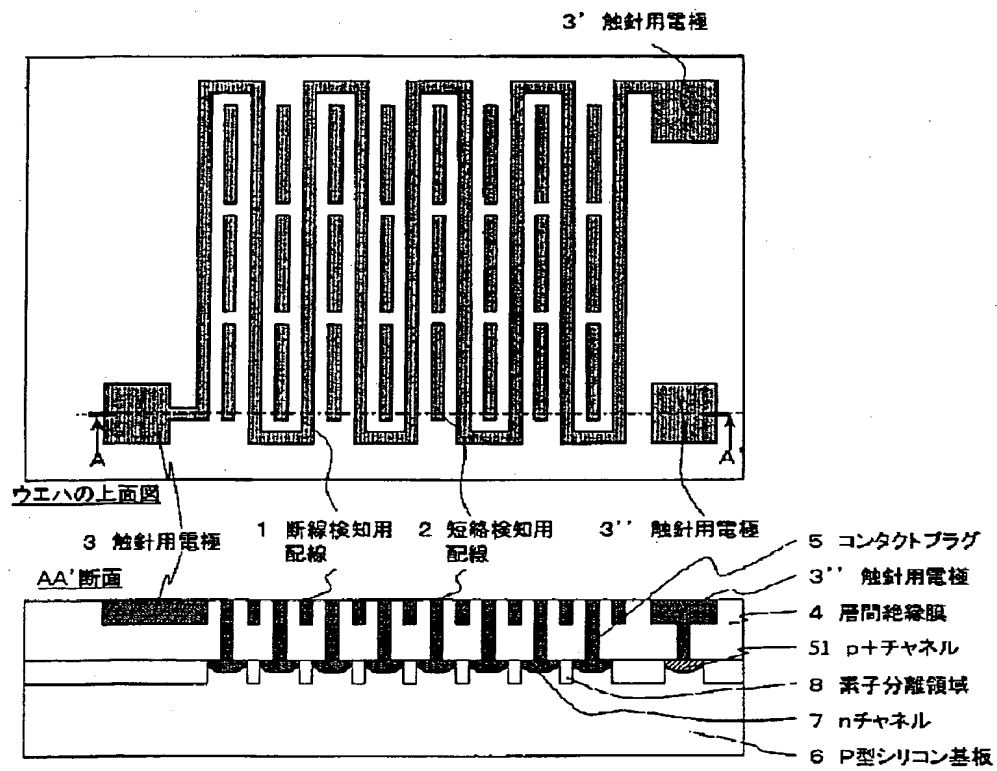 3' 触針用電極
A
A'
ウエハの上面図
3 触針用電極
1 断線検知用
配線
2 短絡検知用
配線
3'' 触針用電極
AA'断面
5 コンタクトプラグ
3'' 触針用電極
4 層間絶縁膜
51 p+チャネル
8 素子分離領域
7 nチャネル
6 P型シリコン基板